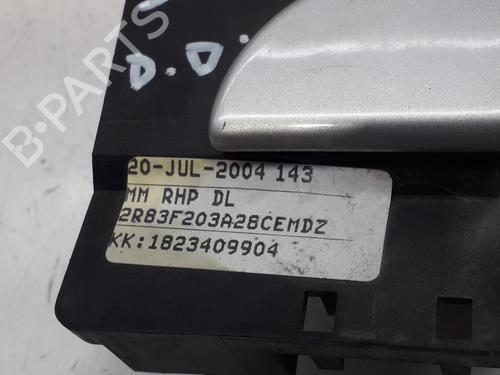 D.D.
20-JUL-2004 143
MM RHP DL
2R83F203A28CEMDZ
KK:1823409904
B-PARTS